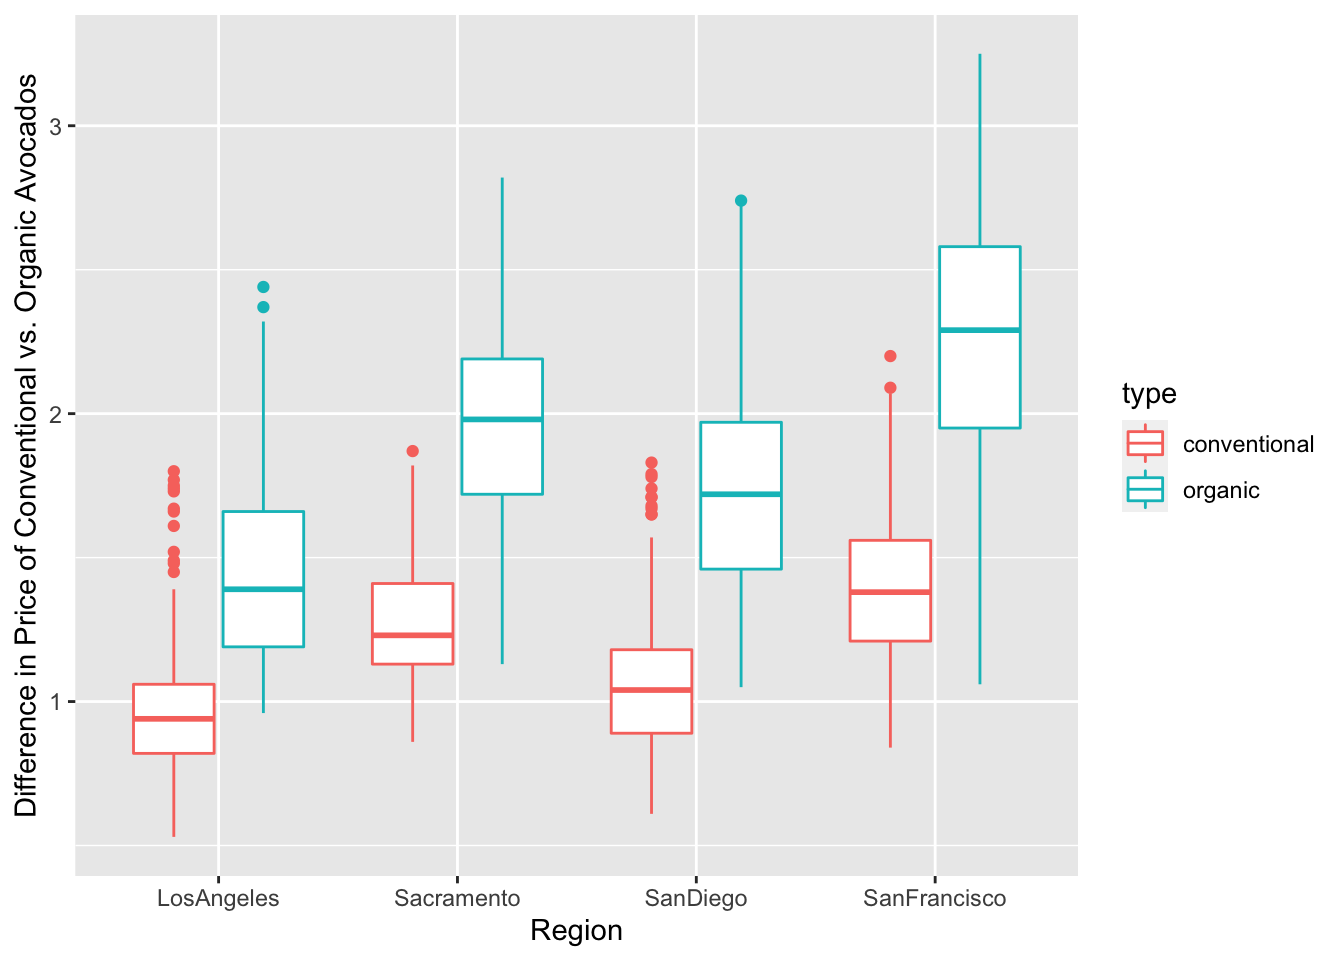 Difference in Price of Conventional vs. Organic Avocados
3
2
1
LosAngeles
Sacramento
SanDiego
SanFrancisco
Region
type
conventional
organic